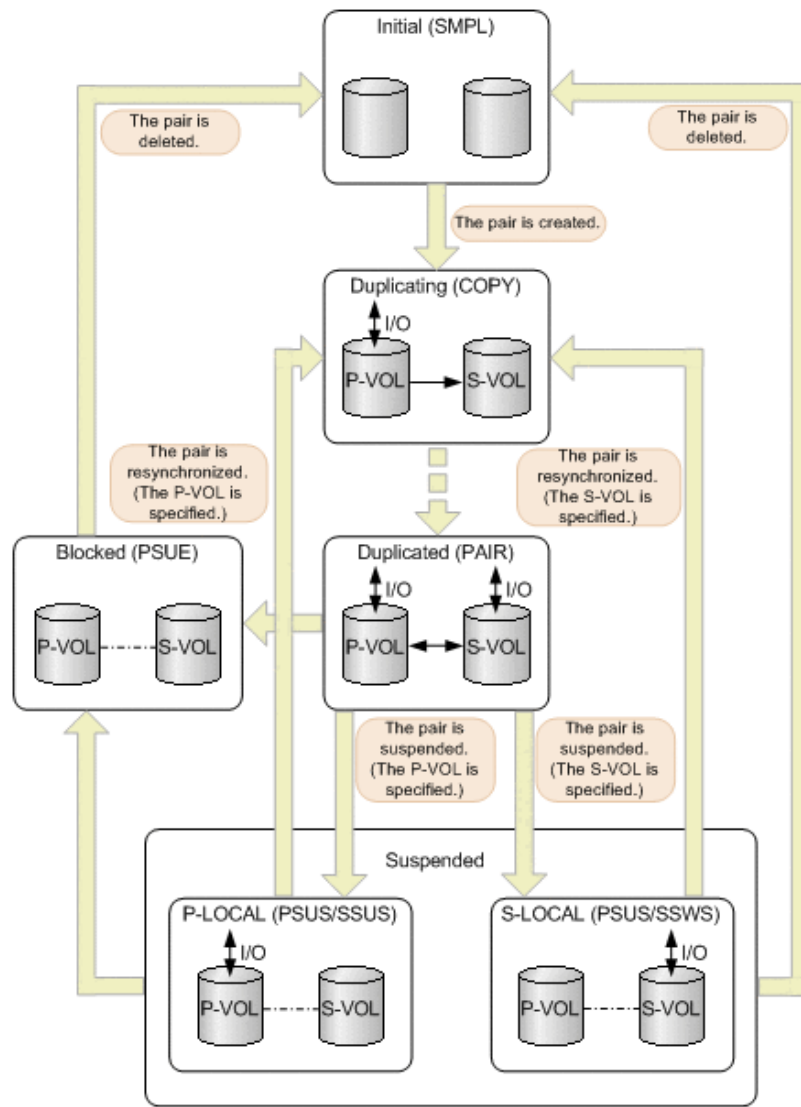 Initial (SMPL)
The pair is
deleted.
The pair is
deleted.
The pair is created.
Duplicating (COPY)
I/O
P-VOL
S-VOL
The pair is
resynchronized.
(The P-VOL is
specified.)
The pair is
resynchronized.
(The S-VOL is
specified.)
Blocked (PSUE)
P-VOL
S-VOL
Duplicated (PAIR)
I/O
I/O
P-VOL
S-VOL
The pair is
suspended.
(The P-VOL is
specified.)
The pair is
suspended.
(The S-VOL is
specified.)
Suspended
P-LOCAL (PSUS/SSUS)
I/O
P-VOL
S-VOL
S-LOCAL (PSUS/SSWS)
I/O
P-VOL
S-VOL